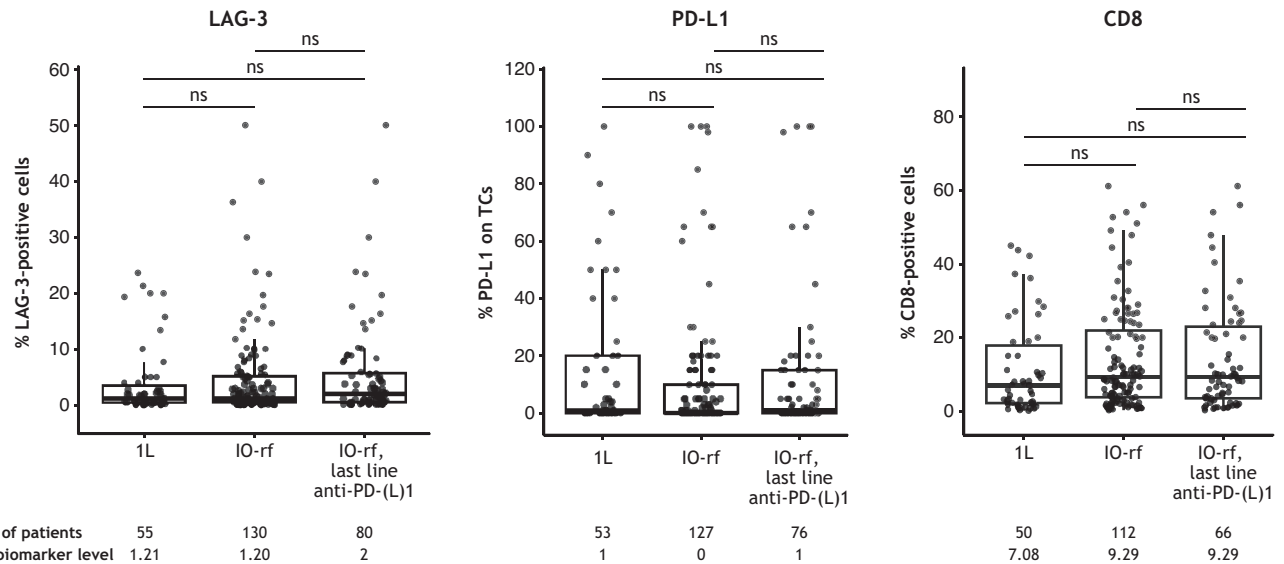 LAG-3
PD-L1
CD8
ns
ns
ns
60
50
40
30
20
10
0
% LAG-3-positive cells
1L
IO-rf
IO-rf,
last line
anti-PD-(L)1
ns
ns
ns
120
100
80
60
40
20
0
% PD-L1 on TCs
1L
IO-rf
IO-rf,
last line
anti-PD-(L)1
ns
ns
ns
80
60
40
20
0
% CD8-positive cells
1L
IO-rf
IO-rf,
last line
anti-PD-(L)1
of patients 55 130 80 53 127 76 50 112 66
biomarker level 1.21 1.20 2 1 0 1 7.08 9.29 9.29